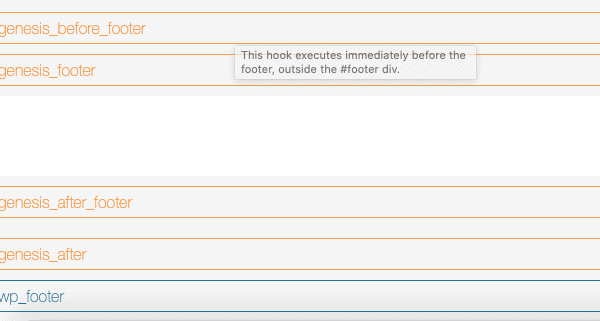 genesis_before_footer
This hook executes immediately before the
footer, outside the #footer div.
genesis_footer
genesis_after_footer
genesis_after
wp_footer